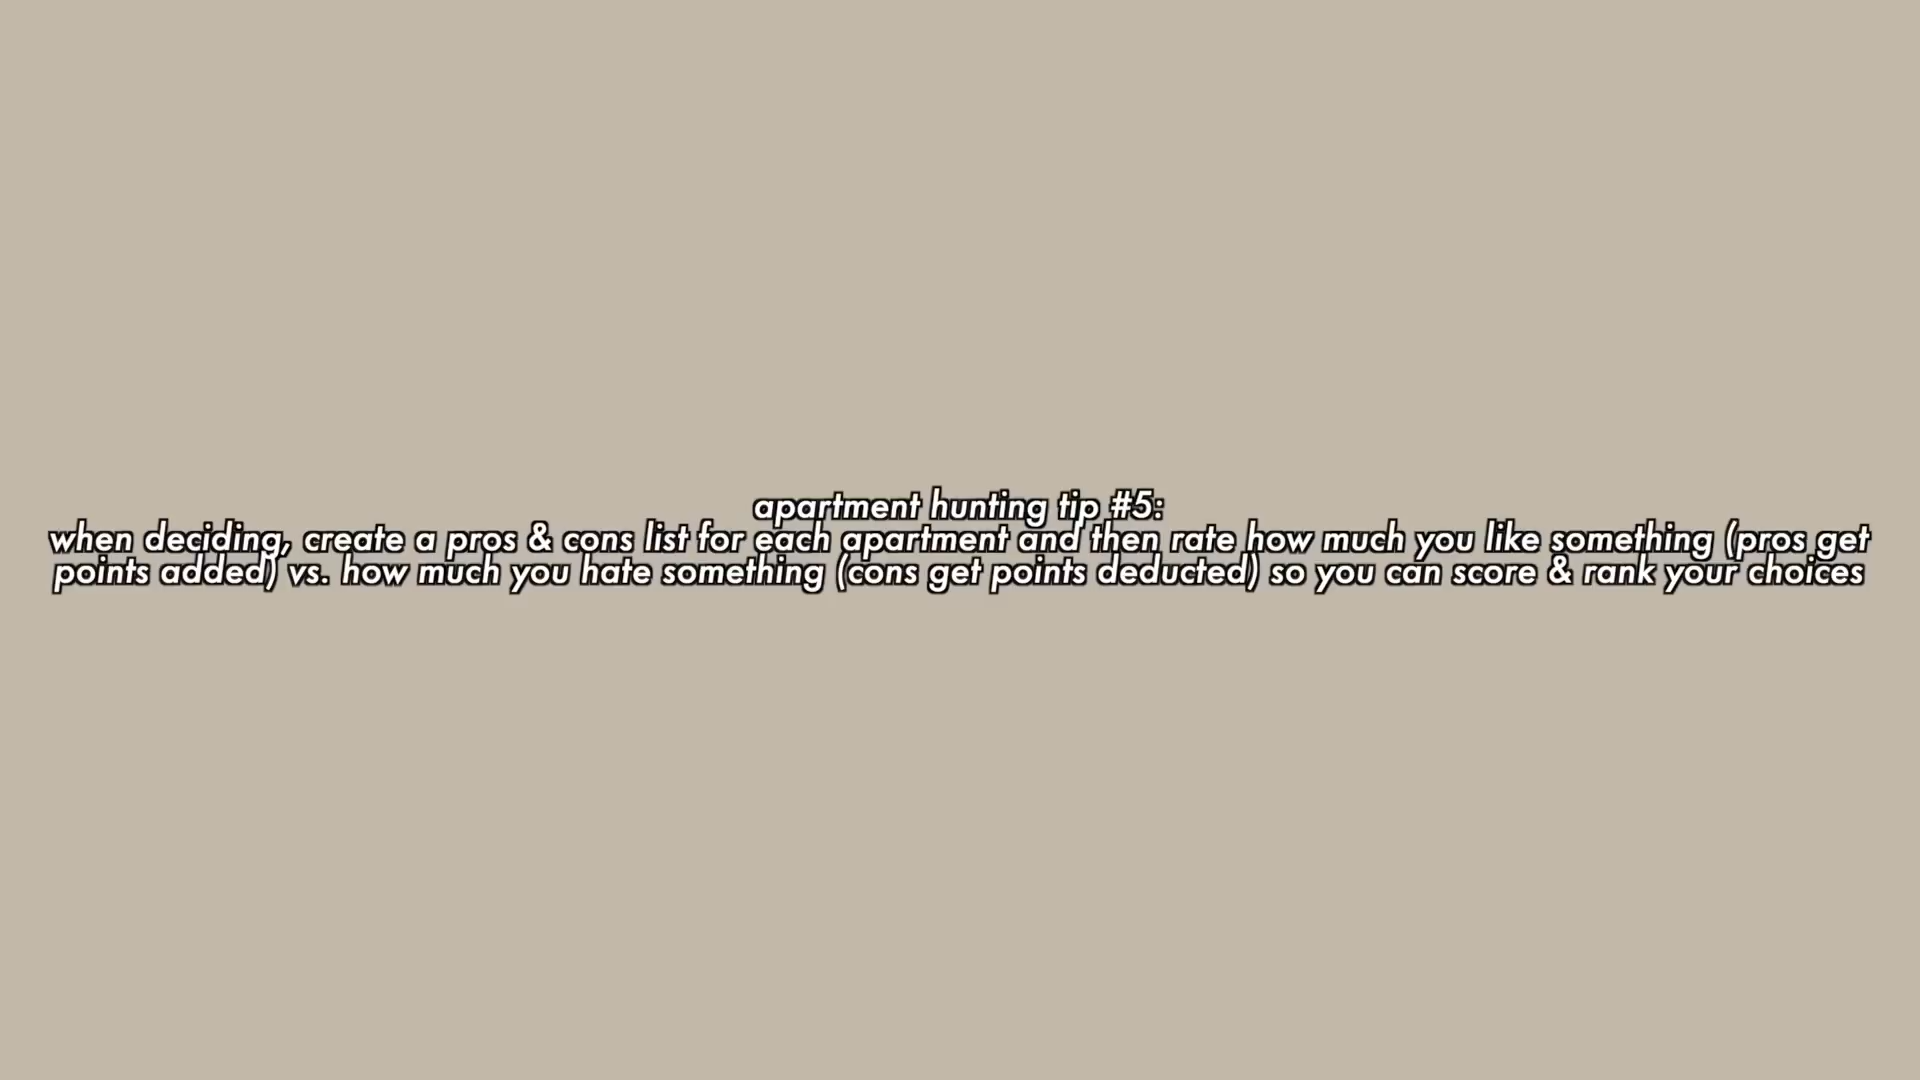 apartment hunting tip #5:
when deciding, create a pros & cons list for each apartment and then rate how much you like something (pros get
points added) vs. how much you hate something (cons get points deducted) so you can score & rank your choices